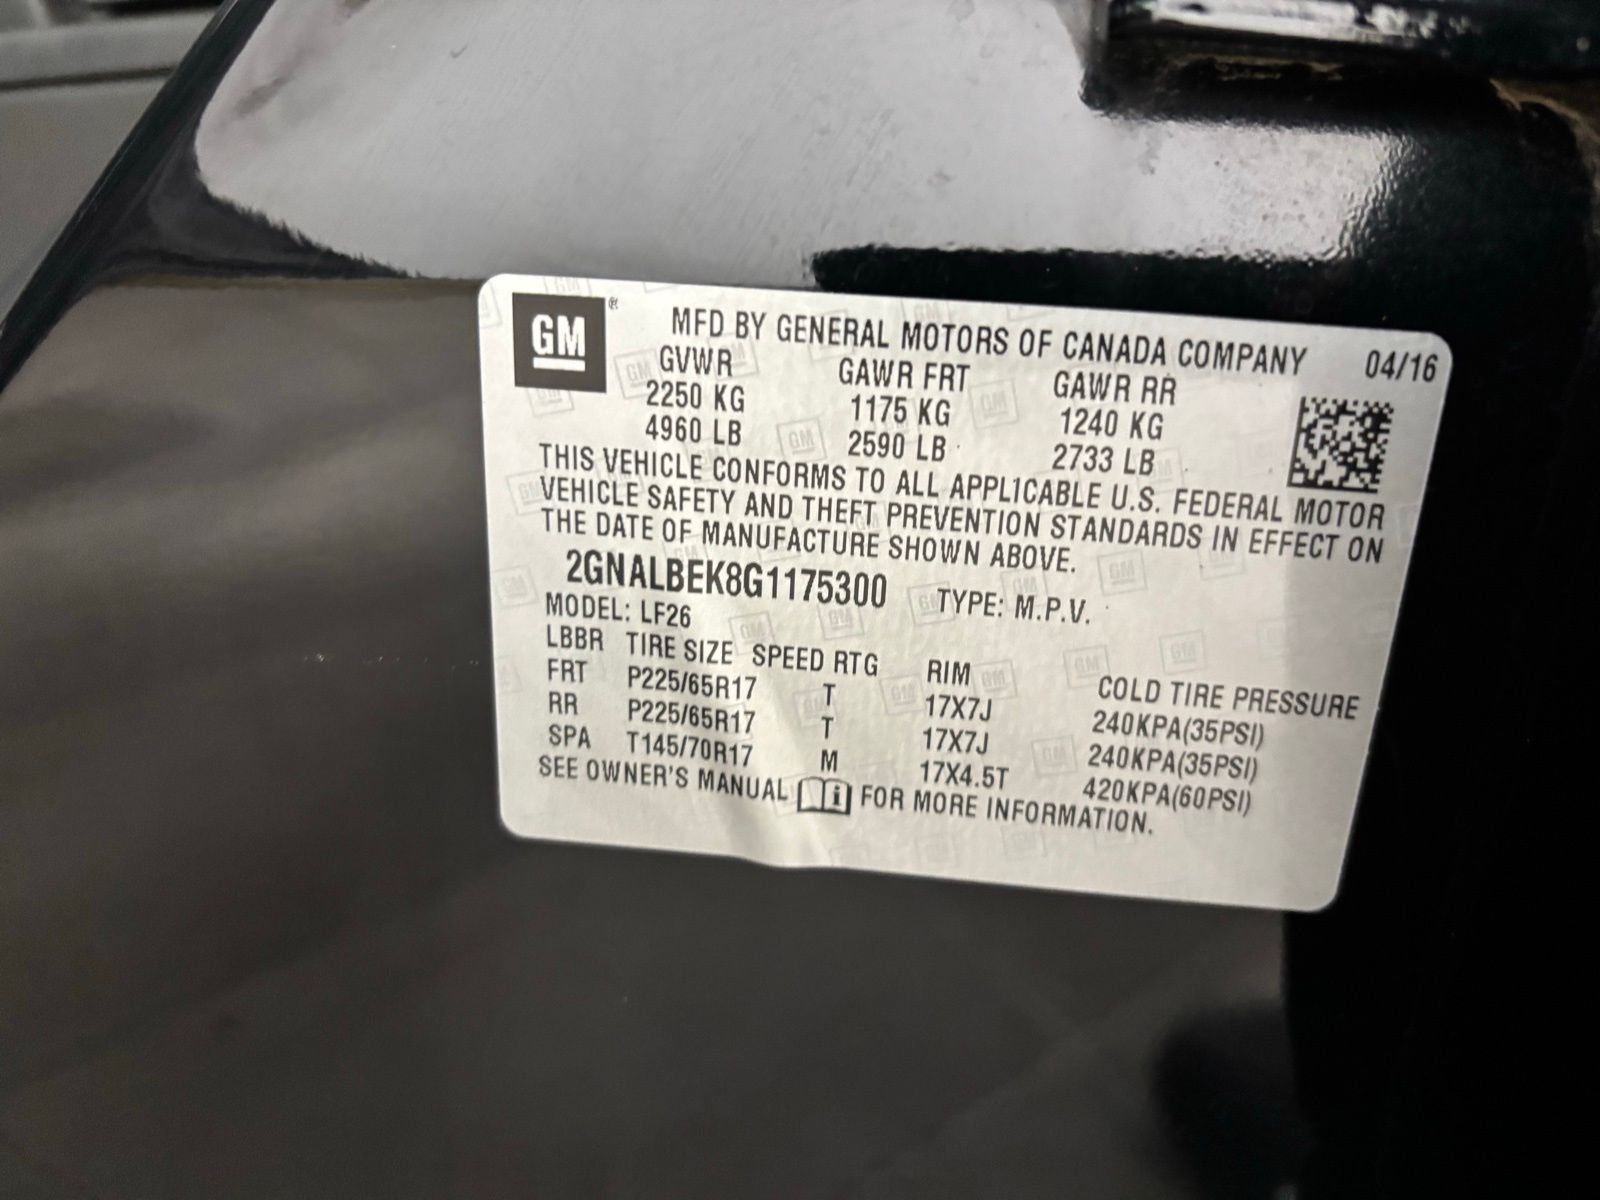 GM®
MFD BY GENERAL MOTORS OF CANADA COMPANY 04/16
GVWR GAWR FRT GAWR RR
2250 KG 1175 KG 1240 KG
4960 LB 2590 LB 2733 LB
THIS VEHICLE CONFORMS TO ALL APPL1CABLE U.S. FEDERAL MOTOR
VEHICLE SAFETY AND THEFT PREVENTION STANDARDS IN EFFECT ON
THE DATE OF MANUFACTURE SHOWN ABOVE.
2GNALBEK8G1175300 TYPE: M.P.V.
MODEL: LF26
LBBR TIRE SIZE SPEED RTG RIM COLD TIRE PRESSURE
FRT P225/65R17 T 17X7J 240KPA(35PSI)
RR P225/65R17 T 17X7J 240KPA(35PSI)
SPA T145/70R17 M 17X4.5T 420KPA(60PSI)
SEE OWNER'S MANUAL i FOR MORE INFORMATION.